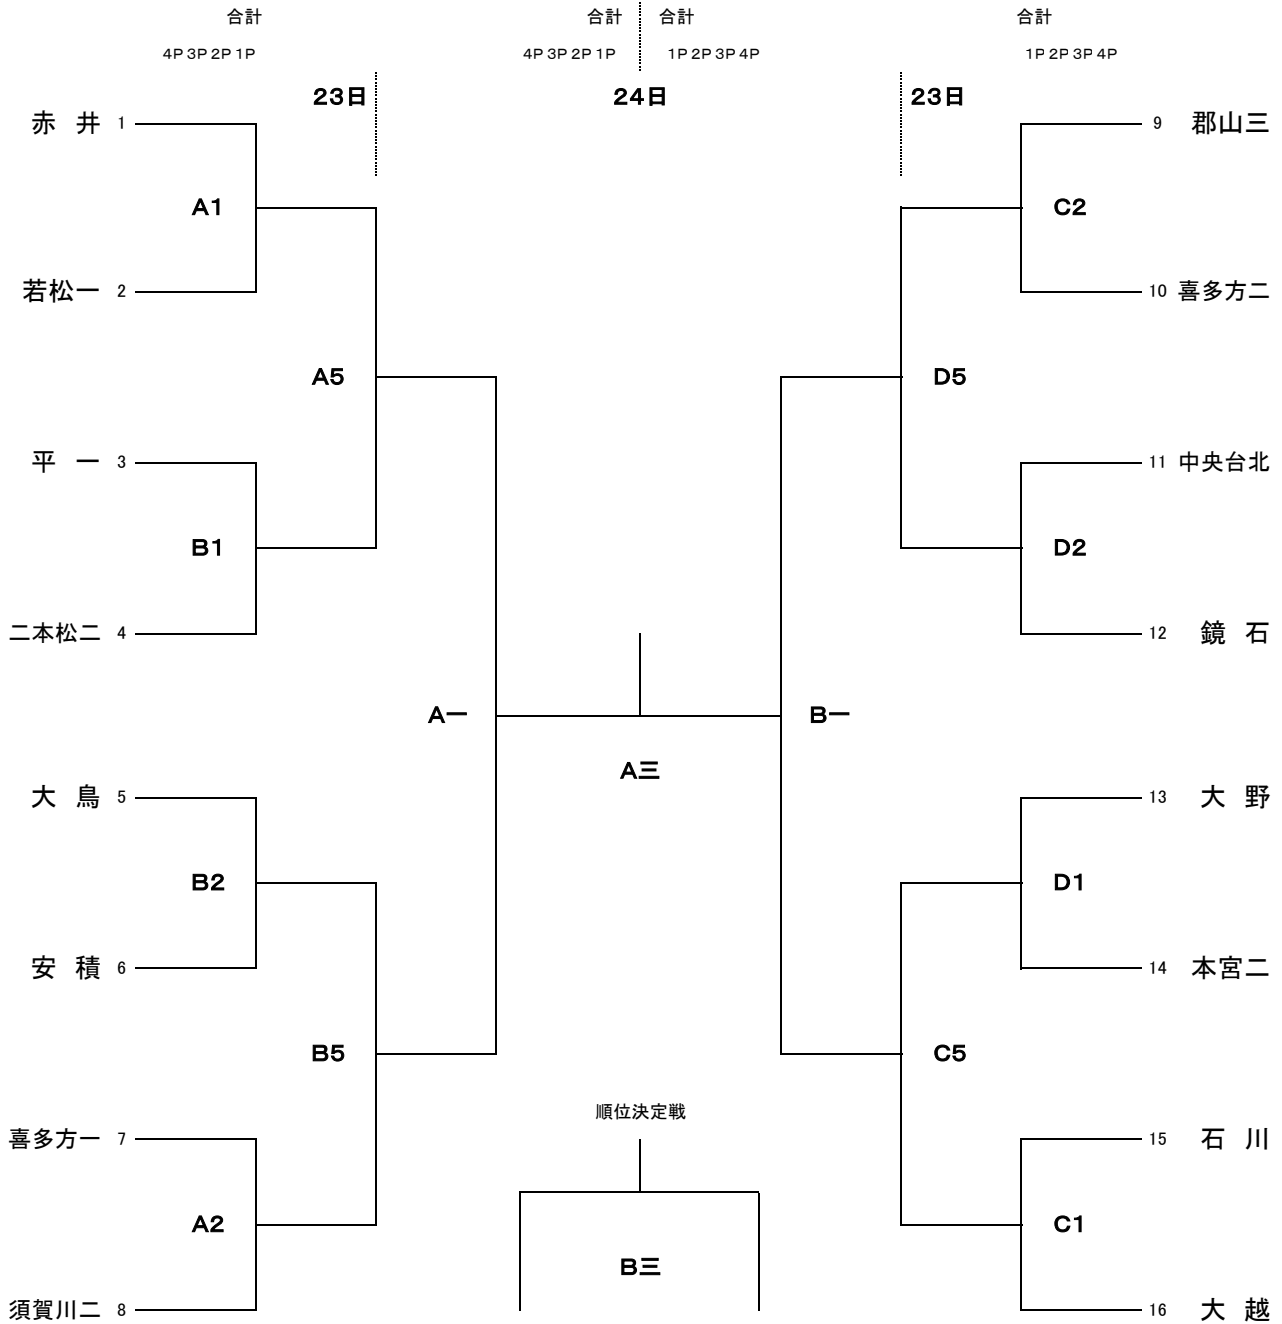 合計 合計 合計 合計
4P 3P 2P 1P 4P 3P 2P 1P 1P 2P 3P 4P 1P 2P 3P 4P
23日 24日 23日
赤 井 1 9 郡山三
A1 C2
若松一 2 10 喜多方二
A5 D5
平 一 3 11 中央台北
B1 D2
二本松二 4 12 鏡 石
A一 B一
A三
大 鳥 5 13 大 野
B2 D1
安 積 6 14 本宮二
B5 C5
順位決定戦
喜多方一 7 15 石 川
A2 C1
B三
須賀川二 8 16 大 越